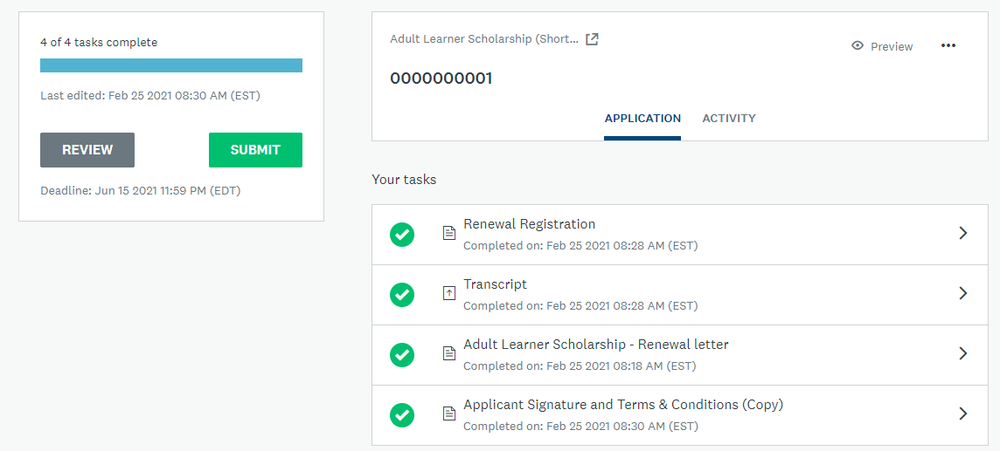 4 of 4 tasks complete
Last edited: Feb 25 2021 08:30 AM (EST)
REVIEW
SUBMIT
Deadline: Jun 15 2021 11:59 PM (EDT)
Adult Learner Scholarship (Short...
Preview
0000000001
APPLICATION
ACTIVITY
Your tasks
Renewal Registration
Completed on: Feb 25 2021 08:28 AM (EST)
Transcript
Completed on: Feb 25 2021 08:28 AM (EST)
Adult Learner Scholarship - Renewal letter
Completed on: Feb 25 2021 08:18 AM (EST)
Applicant Signature and Terms & Conditions (Copy)
Completed on: Feb 25 2021 08:30 AM (EST)